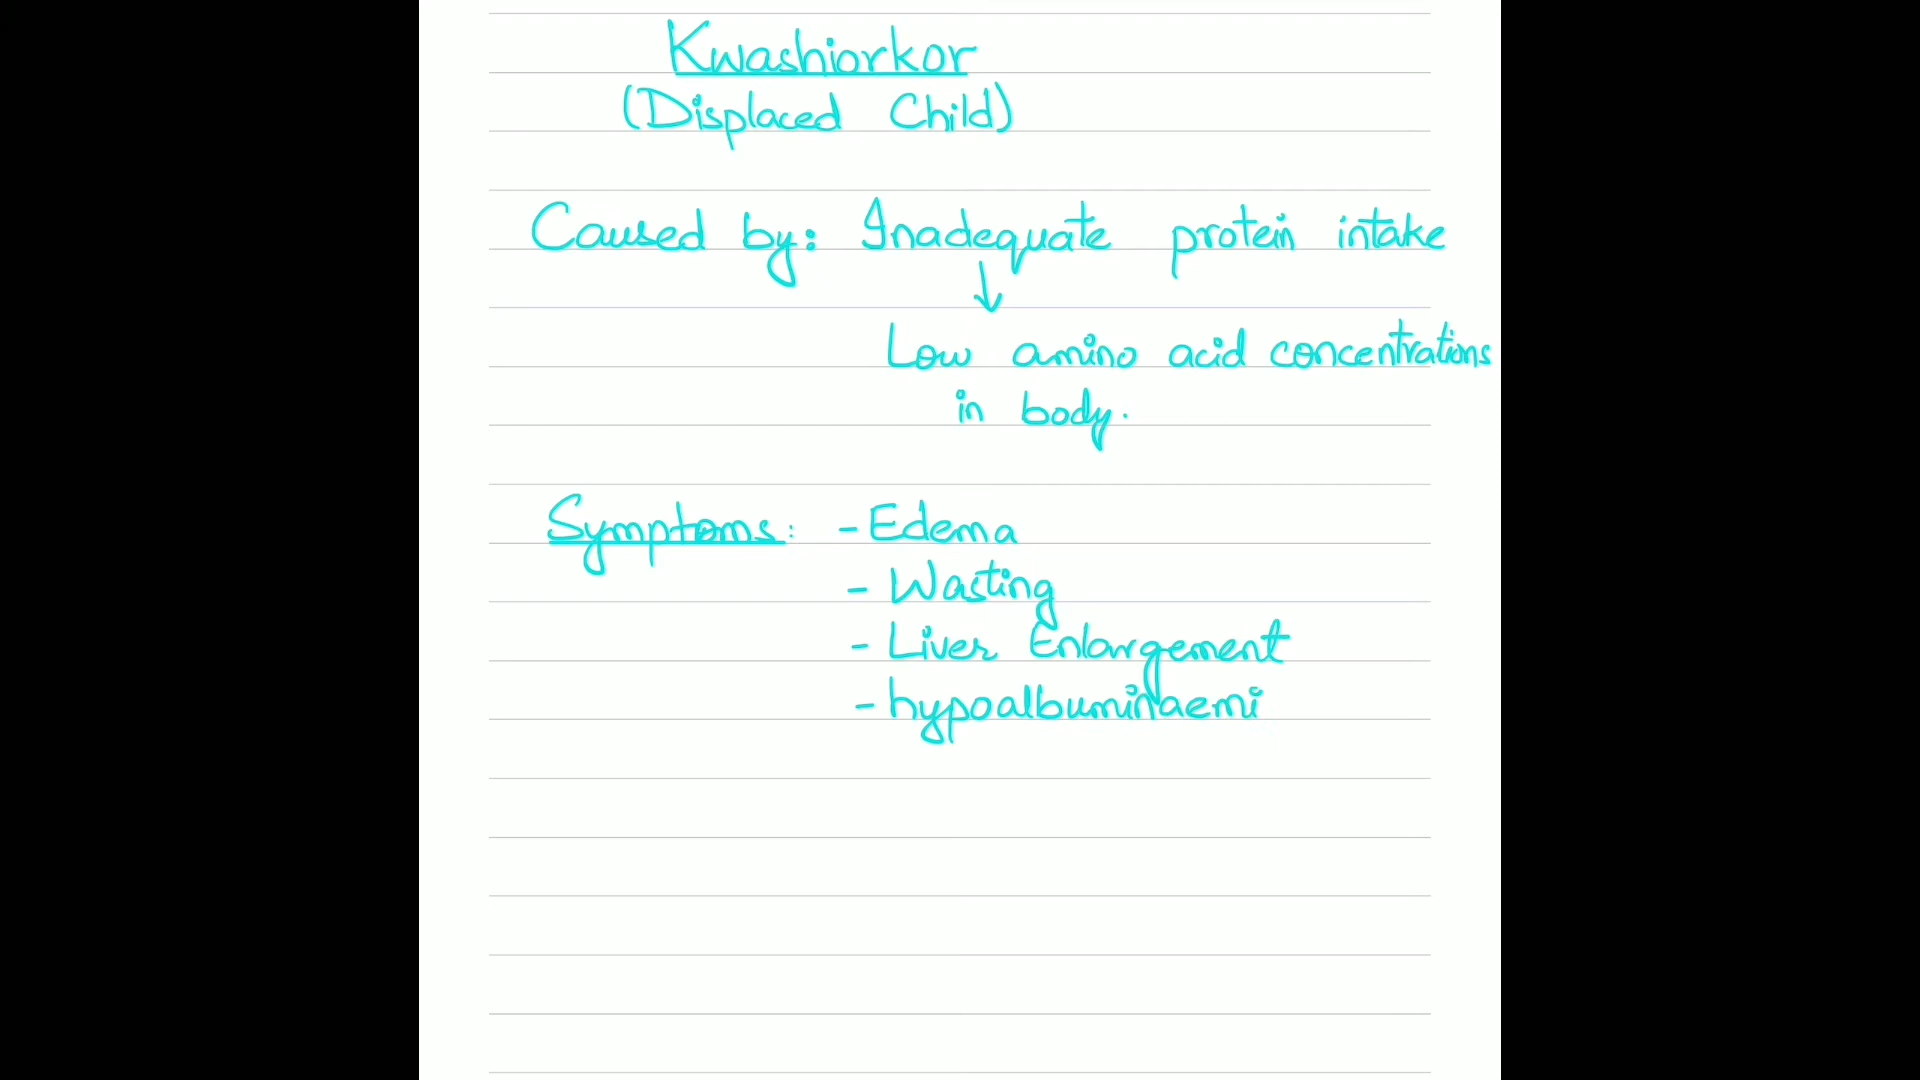 Kwashiorkor
(Displaced Child)
Caused by: Inadequate protein intake
↓
Low amino acid concentrations
in body.
Symptoms: - Edema
- Wasting
- Liver Enlargement
- hypoalbuminaemi